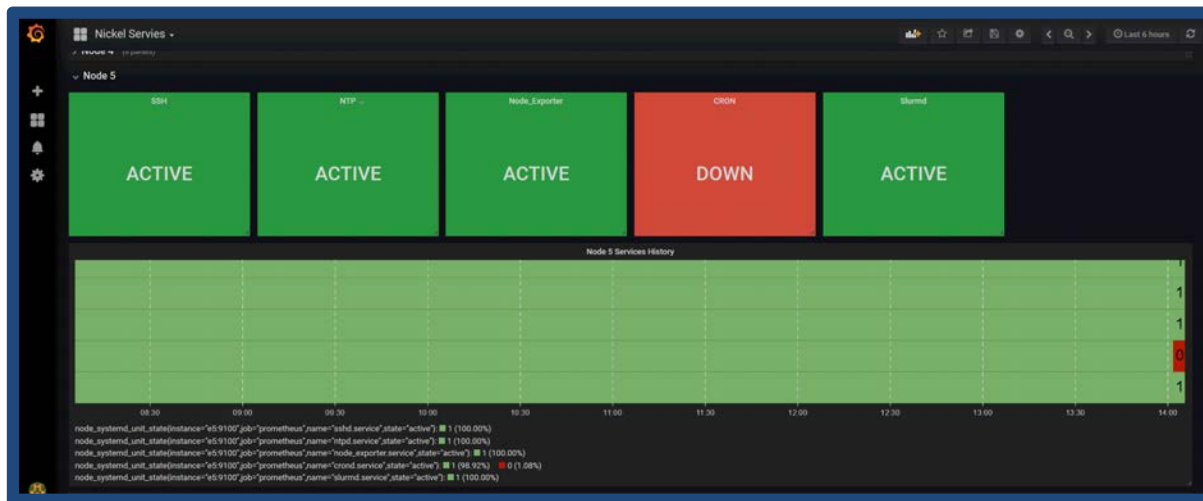 Nickel Servies
Last 6 hours
Node 4 (5 panels)
Node 5
SSH
NTP
Node_Exporter
CRON
Slurmd
ACTIVE
ACTIVE
ACTIVE
DOWN
ACTIVE
Node 5 Services History
1
1
1
0
1
08:30 09:00 09:30 10:00 10:30 11:00 11:30 12:00 12:30 13:00 13:30 14:00
node_systemd_unit_state{instance="e5:9100",job="prometheus",name="sshd.service",state="active"}: 1 (100.00%)
node_systemd_unit_state{instance="e5:9100",job="prometheus",name="ntpd.service",state="active"}: 1 (100.00%)
node_systemd_unit_state{instance="e5:9100",job="prometheus",name="node_exporter.service",state="active"}: 1 (100.00%)
node_systemd_unit_state{instance="e5:9100",job="prometheus",name="crond.service",state="active"}: 1 (98.92%) 0 (1.08%)
node_systemd_unit_state{instance="e5:9100",job="prometheus",name="slurmd.service",state="active"}: 1 (100.00%)